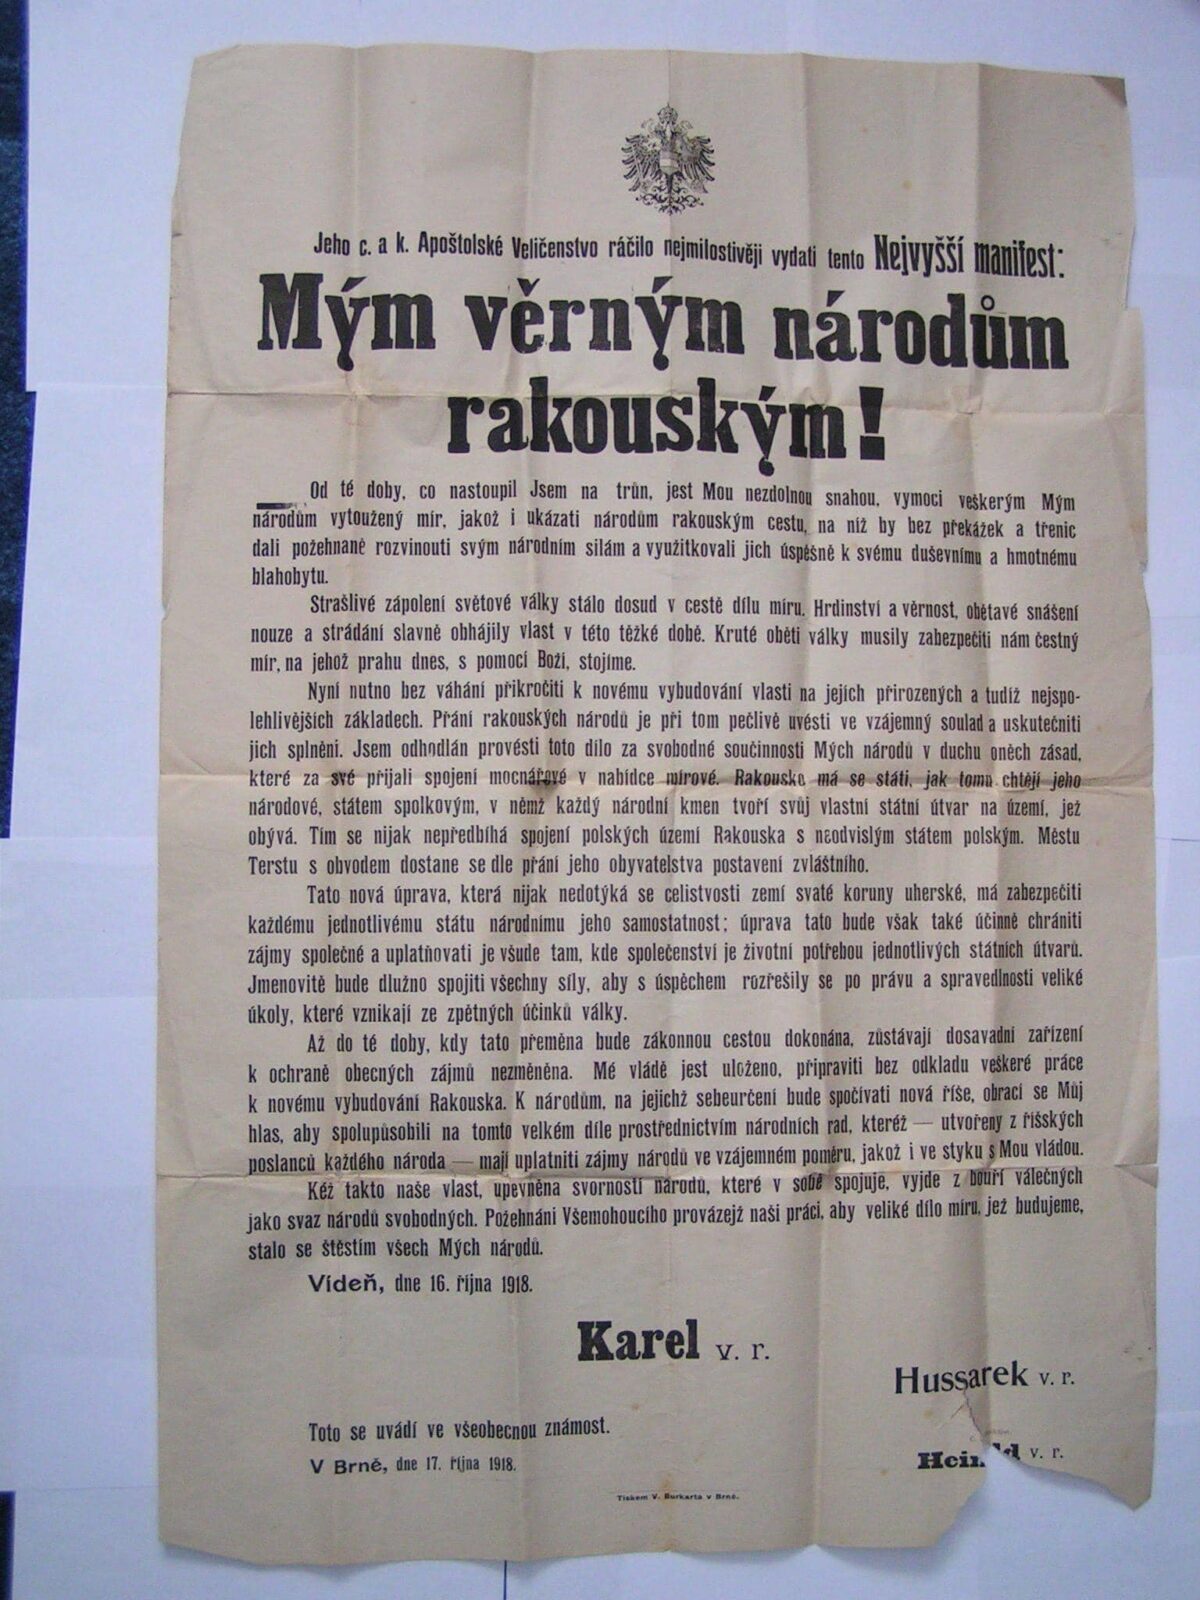 Jeho c. a k. Apoštolské Veličenstvo ráčilo nejmilostivěji vydati tento Nejvyšší manifest:
Mým věrným národům
rakouským!
Od té doby, co nastoupil Jsem na trůn, jest Mou nezdolnou snahou, vymoci veškerým Mým
národům vytoužený mír, jakož i ukázati národům rakouským cestu, na níž by bez překážek a třenic
dali požehnaně rozvinouti svým národním silám a využitkovali jich úspěšně k svému duševnímu a hmotnému
blahobytu.
Strašlivé zápolení světové války stálo dosud v cestě dílu míru. Hrdinství a věrnost, obětavé snášení
nouze a strádání slavně obhájily vlast v této těžké době. Kruté oběti války musily zabezpečiti nám čestný
mír, na jehož prahu dnes, s pomocí Boží, stojíme.
Nyní nutno bez váhání přikročiti k novému vybudování vlasti na jejích přirozených a tudíž nejspo-
lehlivějších základech. Přání rakouských národů je při tom pečlivě uvésti ve vzájemný soulad a uskutečniti
jich splnění. Jsem odhodlán provésti toto dílo za svobodné součinnosti Mých národů v duchu oněch zásad,
které za své přijali spojení mocnářové v nabídce mírové. Rakousko má se státi, jak tomu chtějí jeho
národové, státem spolkovým, v němž každý národní kmen tvoří svůj vlastní státní útvar na území, jež
obývá. Tím se nijak nepředbíhá spojení polských území Rakouska s neodvislým státem polským. Městu
Terstu s obvodem dostane se dle přání jeho obyvatelstva postavení zvláštního.
Tato nová úprava, která nijak nedotýká se celistvosti zemí svaté koruny uherské, má zabezpečiti
každému jednotlivému státu národnímu jeho samostatnost; úprava tato bude však také účinně chrániti
zájmy společné a uplatňovati je všude tam, kde společenství je životní potřebou jednotlivých státních útvarů.
Jmenovitě bude dlužno spojiti všechny síly, aby s úspěchem rozřešily se po právu a spravedlnosti veliké
úkoly, které vznikají ze zpětných účinků války.
Až do té doby, kdy tato přeměna bude zákonnou cestou dokonána, zůstávají dosavadní zařízení
k ochraně obecných zájmů nezměněna. Mé vládě jest uloženo, připraviti bez odkladu veškeré práce
k novému vybudování Rakouska. K národům, na jejichž sebeurčení bude spočívati nová říše, obrací se Můj
hlas, aby spolupůsobili na tomto velkém díle prostřednictvím národních rad, kteréž — utvořeny z říšských
poslanců každého národa — mají uplatniti zájmy národů ve vzájemném poměru, jakož i ve styku s Mou vládou.
Kéž takto naše vlast, upevněna svorností národů, které v sobě spojuje, vyjde z bouří válečných
jako svaz národů svobodných. Požehnání Všemohoucího provázejž naši práci, aby veliké dílo míru, jež budujeme,
stalo se štěstím všech Mých národů.
Vídeň, dne 16. října 1918.
Karel v. r.
Hussarek v. r.
Toto se uvádí ve všeobecnou známost.
V Brně, dne 17. října 1918.
v. r.
Tiskem V. Burkarta v Brně.